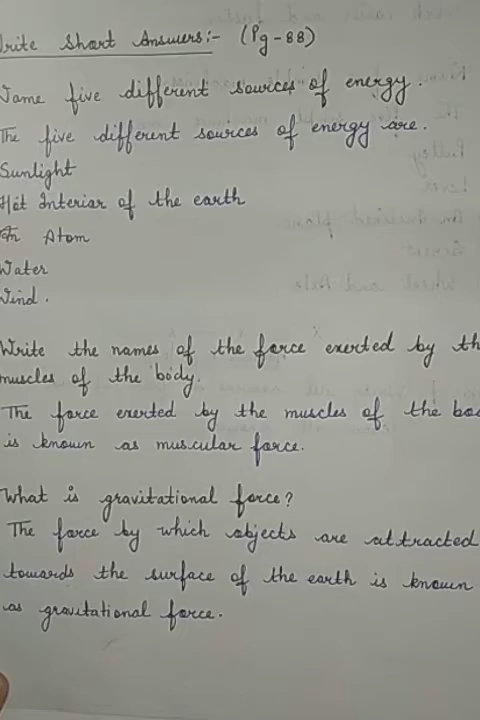 Write Short Answers:- (Pg-88)
Name five different sources of energy.
The five different sources of energy are.
Sunlight
Hot Interior of the earth
An Atom
Water
Wind.
Write the names of the force exerted by th
muscles of the body.
The force exerted by the muscles of the bod
is known as muscular force.
What is gravitational force?
The force by which objects are attracted
towards the surface of the earth is known
as gravitational force.